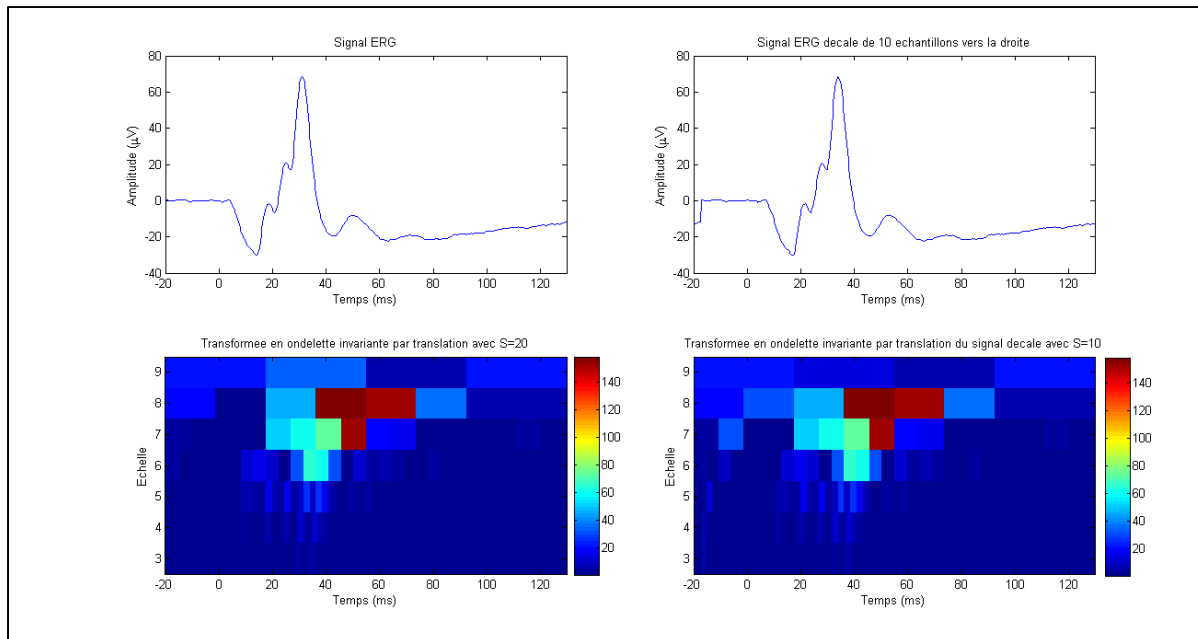 Signal ERG
80
60
40
20
0
-20
-40
Amplitude (µV)
-20 0 20 40 60 80 100 120
Temps (ms)
Signal ERG decale de 10 echantillons vers la droite
80
60
40
20
0
-20
-40
Amplitude (µV)
-20 0 20 40 60 80 100 120
Temps (ms)
Transformee en ondelette invariante par translation avec S=20
9
8
7
6
5
4
3
Echelle
-20 0 20 40 60 80 100 120
Temps (ms)
140
120
100
80
60
40
20
Transformee en ondelette invariante par translation du signal decale avec S=10
9
8
7
6
5
4
3
Echelle
-20 0 20 40 60 80 100 120
Temps (ms)
140
120
100
80
60
40
20